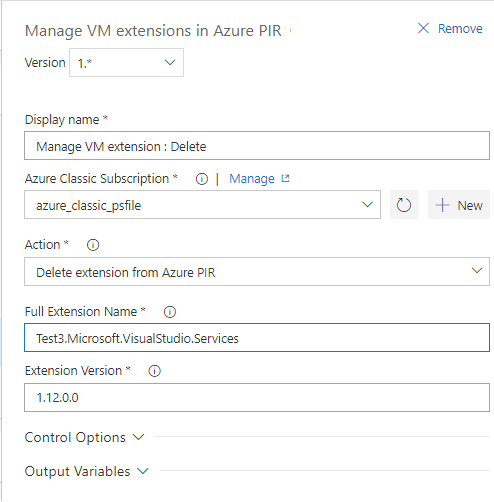 Manage VM extensions in Azure PIR
Remove
Version 1.*
Display name *
Manage VM extension : Delete
Azure Classic Subscription * | Manage
azure_classic_psfile
New
Action *
Delete extension from Azure PIR
Full Extension Name *
Test3.Microsoft.VisualStudio.Services
Extension Version *
1.12.0.0
Control Options
Output Variables